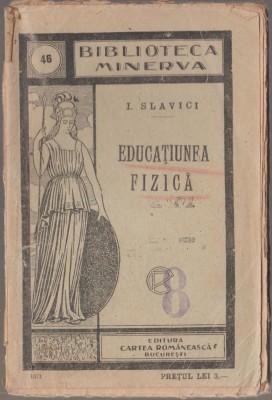 46
BIBLIOTECA
MINERVA
I. SLAVICI
EDUCAȚIUNEA
FIZICĂ
8
EDITURA
CARTEA ROMÂNEASCĂ
BUCUREȘTI
PREȚUL LEI 3.—